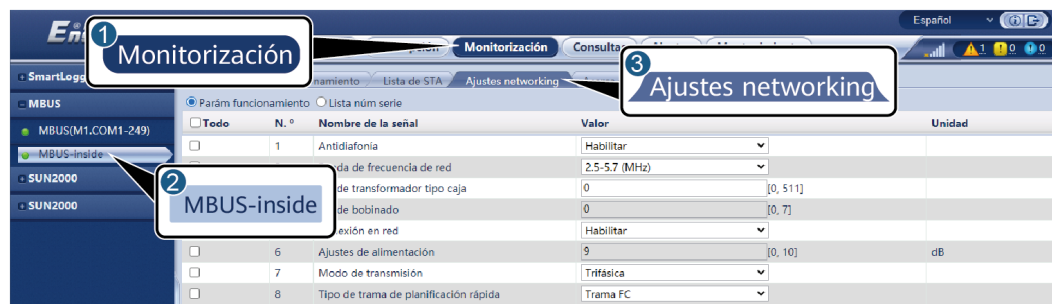 Español
1 Monitorización
Monitorización
1 0 0
3 Ajustes networking
SmartLogg
Lista de STA Ajustes networking
MBUS
Parám funcionamiento Lista núm serie
Todo N.º Nombre de la señal Valor Unidad
MBUS(M1.COM1-249)
1 Antidiafonía Habilitar
MBUS-inside
da de frecuencia de red 2.5-5.7 (MHz)
2 MBUS-inside
SUN2000
de transformador tipo caja 0 [0, 511]
SUN2000
de bobinado 0 [0, 7]
exión en red Habilitar
6 Ajustes de alimentación 9 [0, 10] dB
7 Modo de transmisión Trifásica
8 Tipo de trama de planificación rápida Trama FC